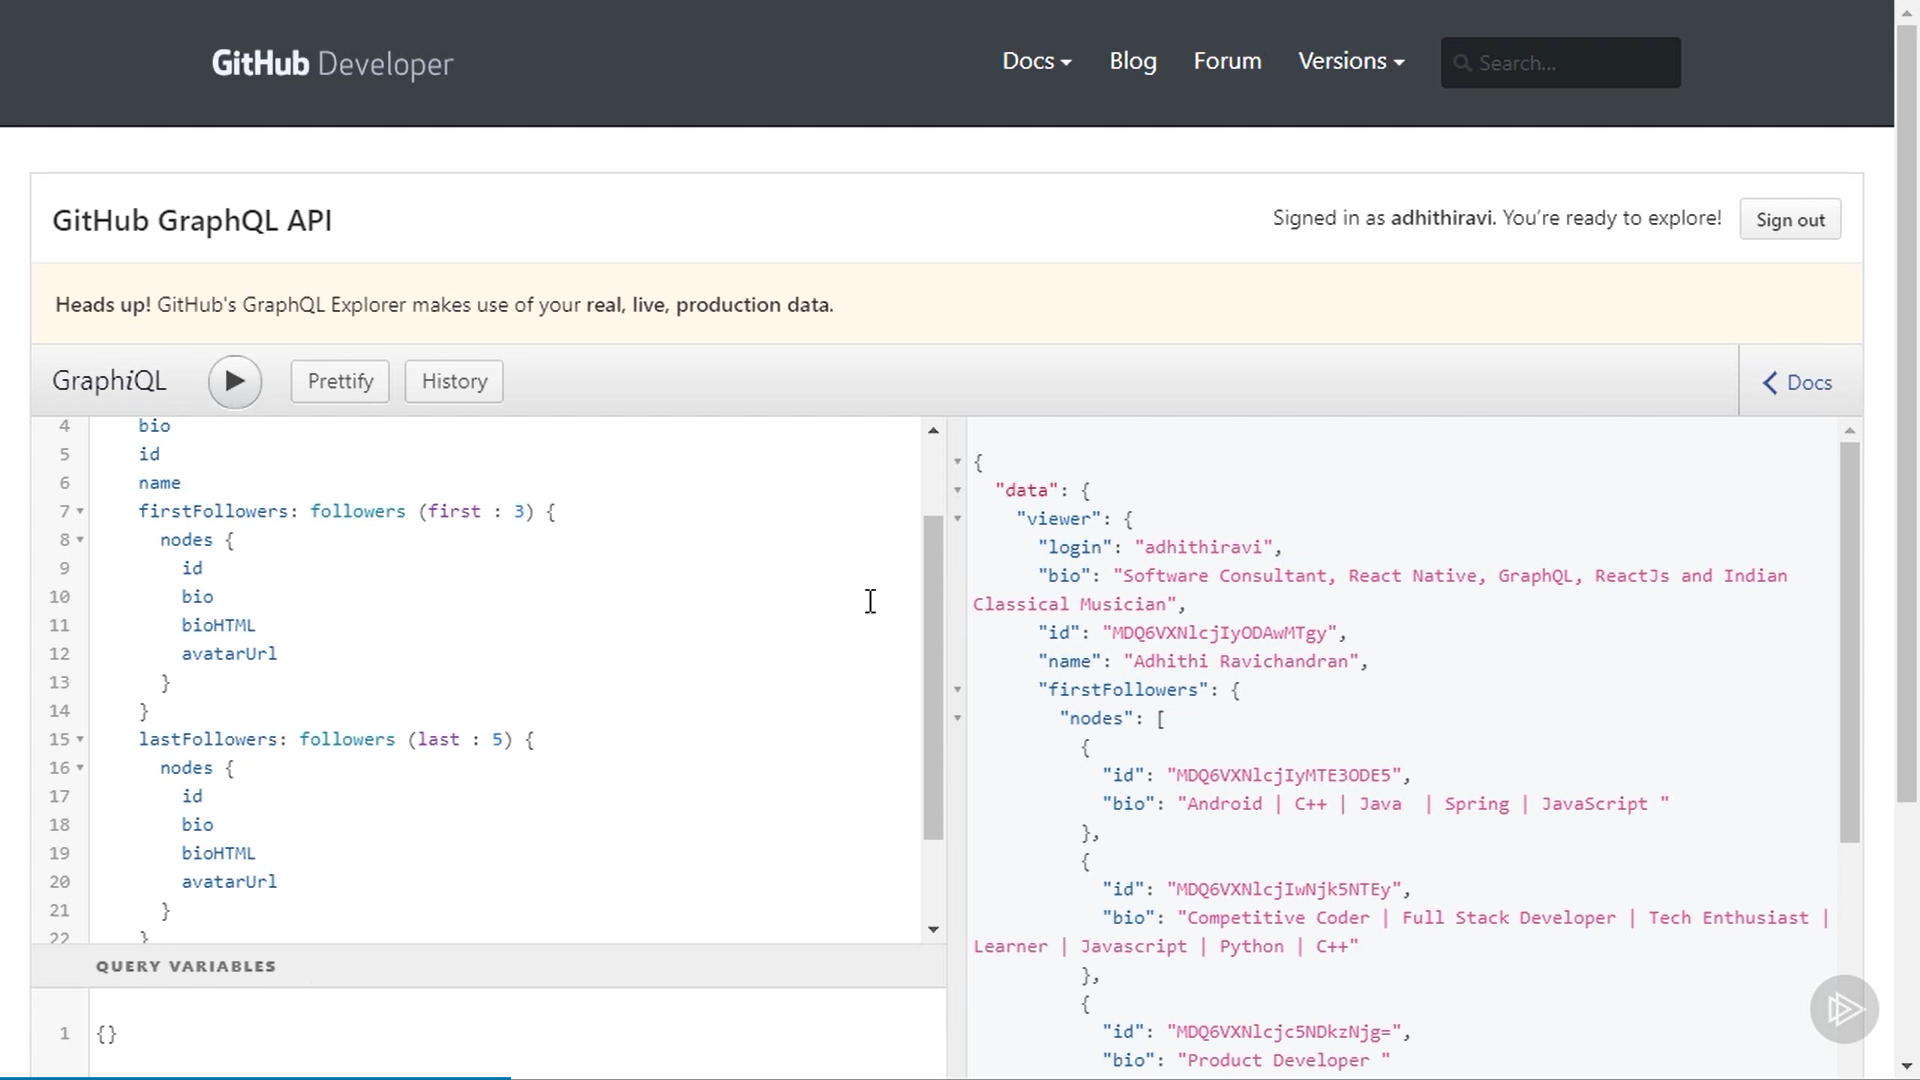 GitHub Developer
Docs Blog Forum Versions Search...
GitHub GraphQL API
Signed in as adhithiravi. You're ready to explore! Sign out
Heads up! GitHub's GraphQL Explorer makes use of your real, live, production data.
GraphiQL Prettify History Docs
4 bio
5 id
6 name
7 firstFollowers: followers (first : 3) {
8 nodes {
9 id
10 bio
11 bioHTML
12 avatarUrl
13 }
14 }
15 lastFollowers: followers (last : 5) {
16 nodes {
17 id
18 bio
19 bioHTML
20 avatarUrl
21 }
22 }
QUERY VARIABLES
1 {}
{
"data": {
"viewer": {
"login": "adhithiravi",
"bio": "Software Consultant, React Native, GraphQL, ReactJs and Indian
Classical Musician",
"id": "MDQ6VXNlcjIyODAwMTgy",
"name": "Adhithi Ravichandran",
"firstFollowers": {
"nodes": [
{
"id": "MDQ6VXNlcjIyMTE3ODE5",
"bio": "Android | C++ | Java  | Spring | JavaScript "
},
{
"id": "MDQ6VXNlcjIwNjk5NTEy",
"bio": "Competitive Coder | Full Stack Developer | Tech Enthusiast |
Learner | Javascript | Python | C++"
},
{
"id": "MDQ6VXNlcjc5NDkzNjg=",
"bio": "Product Developer "